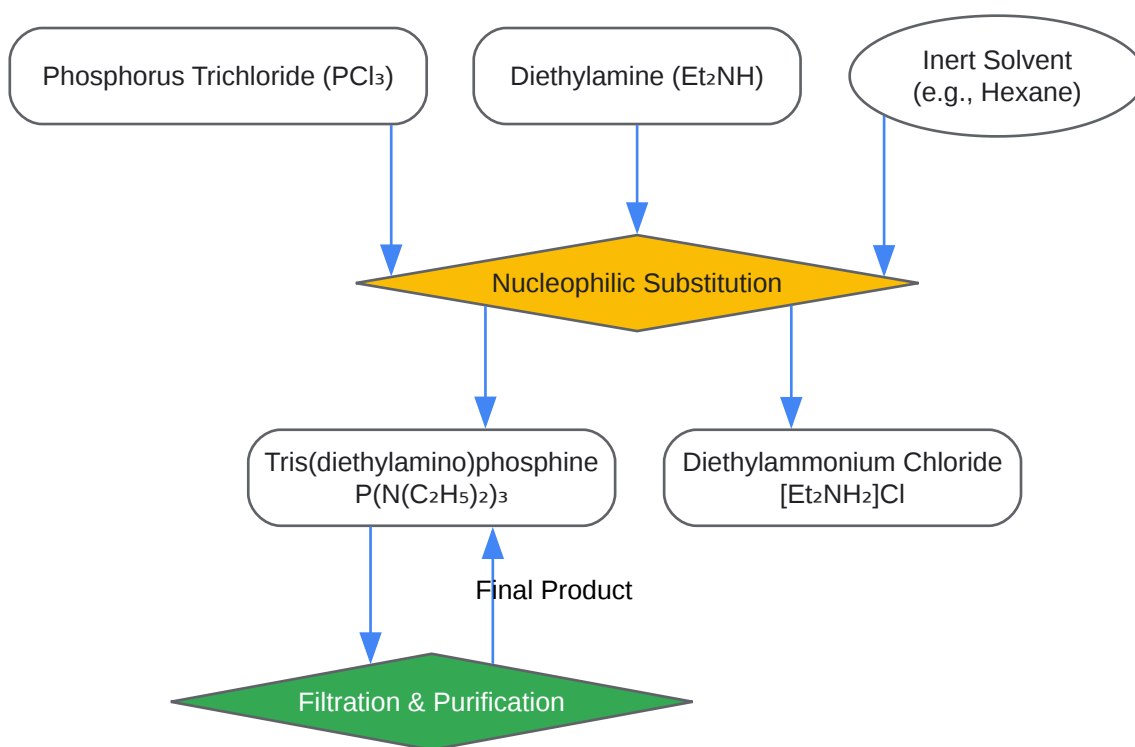 Phosphorus Trichloride (PCl₃)
Diethylamine (Et₂NH)
Inert Solvent
(e.g., Hexane)
Nucleophilic Substitution
Tris(diethylamino)phosphine
P(N(C₂H₅)₂)₃
Diethylammonium Chloride
[Et₂NH₂]Cl
Final Product
Filtration & Purification